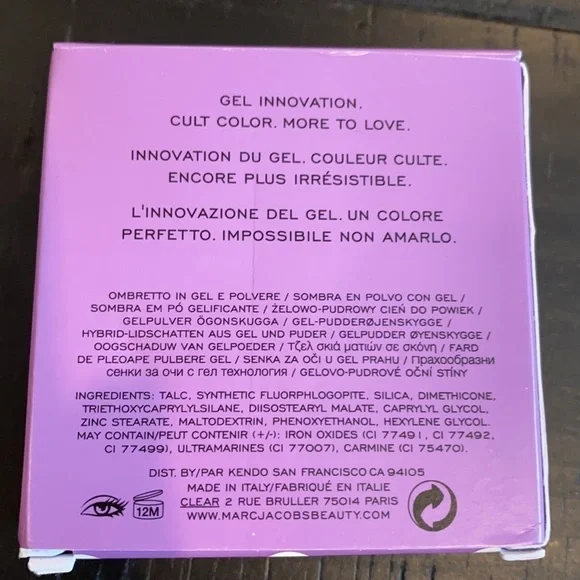 GEL INNOVATION.
CULT COLOR. MORE TO LOVE.
INNOVATION DU GEL. COULEUR CULTE.
ENCORE PLUS IRRÉSISTIBLE.
L'INNOVAZIONE DEL GEL. UN COLORE
PERFETTO. IMPOSSIBILE NON AMARLO.
OMBRETTO IN GEL E POLVERE / SOMBRA EN POLVO CON GEL /
SOMBRA EM PÓ GELIFICANTE / ŻELOWO-PUDROWY CIEŃ DO POWIEK /
GELPULVER ÖGONSKUGGA / GEL-PUDDERØJENSKYGGE /
HYBRID-LIDSCHATTEN AUS GEL UND PUDER / GELPUDDER ØYENSKYGGE /
OOGSCHADUW VAN GELPOEDER / Τζελ σκιά ματιών σε σκόνη / FARD
DE PLEOAPE PULBERE GEL / SENKA ZA OČI U GEL PRAHU / Прахообразни
сенки за очи с гел технология / GELOVO-PUDROVÉ OČNÍ STÍNY
INGREDIENTS: TALC, SYNTHETIC FLUORPHLOGOPITE, SILICA, DIMETHICONE,
TRIETHOXYCAPRYLYLSILANE, DIISOSTEARYL MALATE, CAPRYLYL GLYCOL,
ZINC STEARATE, MALTODEXTRIN, PHENOXYETHANOL, HEXYLENE GLYCOL.
MAY CONTAIN/PEUT CONTENIR (+/-): IRON OXIDES (CI 77491, CI 77492,
CI 77499), ULTRAMARINES (CI 77007), CARMINE (CI 75470).
DIST. BY/PAR KENDO SAN FRANCISCO CA 94105
MADE IN ITALY/FABRIQUÉ EN ITALIE
CLEAR 2 RUE BRULLER 75014 PARIS
WWW.MARCJACOBSBEAUTY.COM
12M